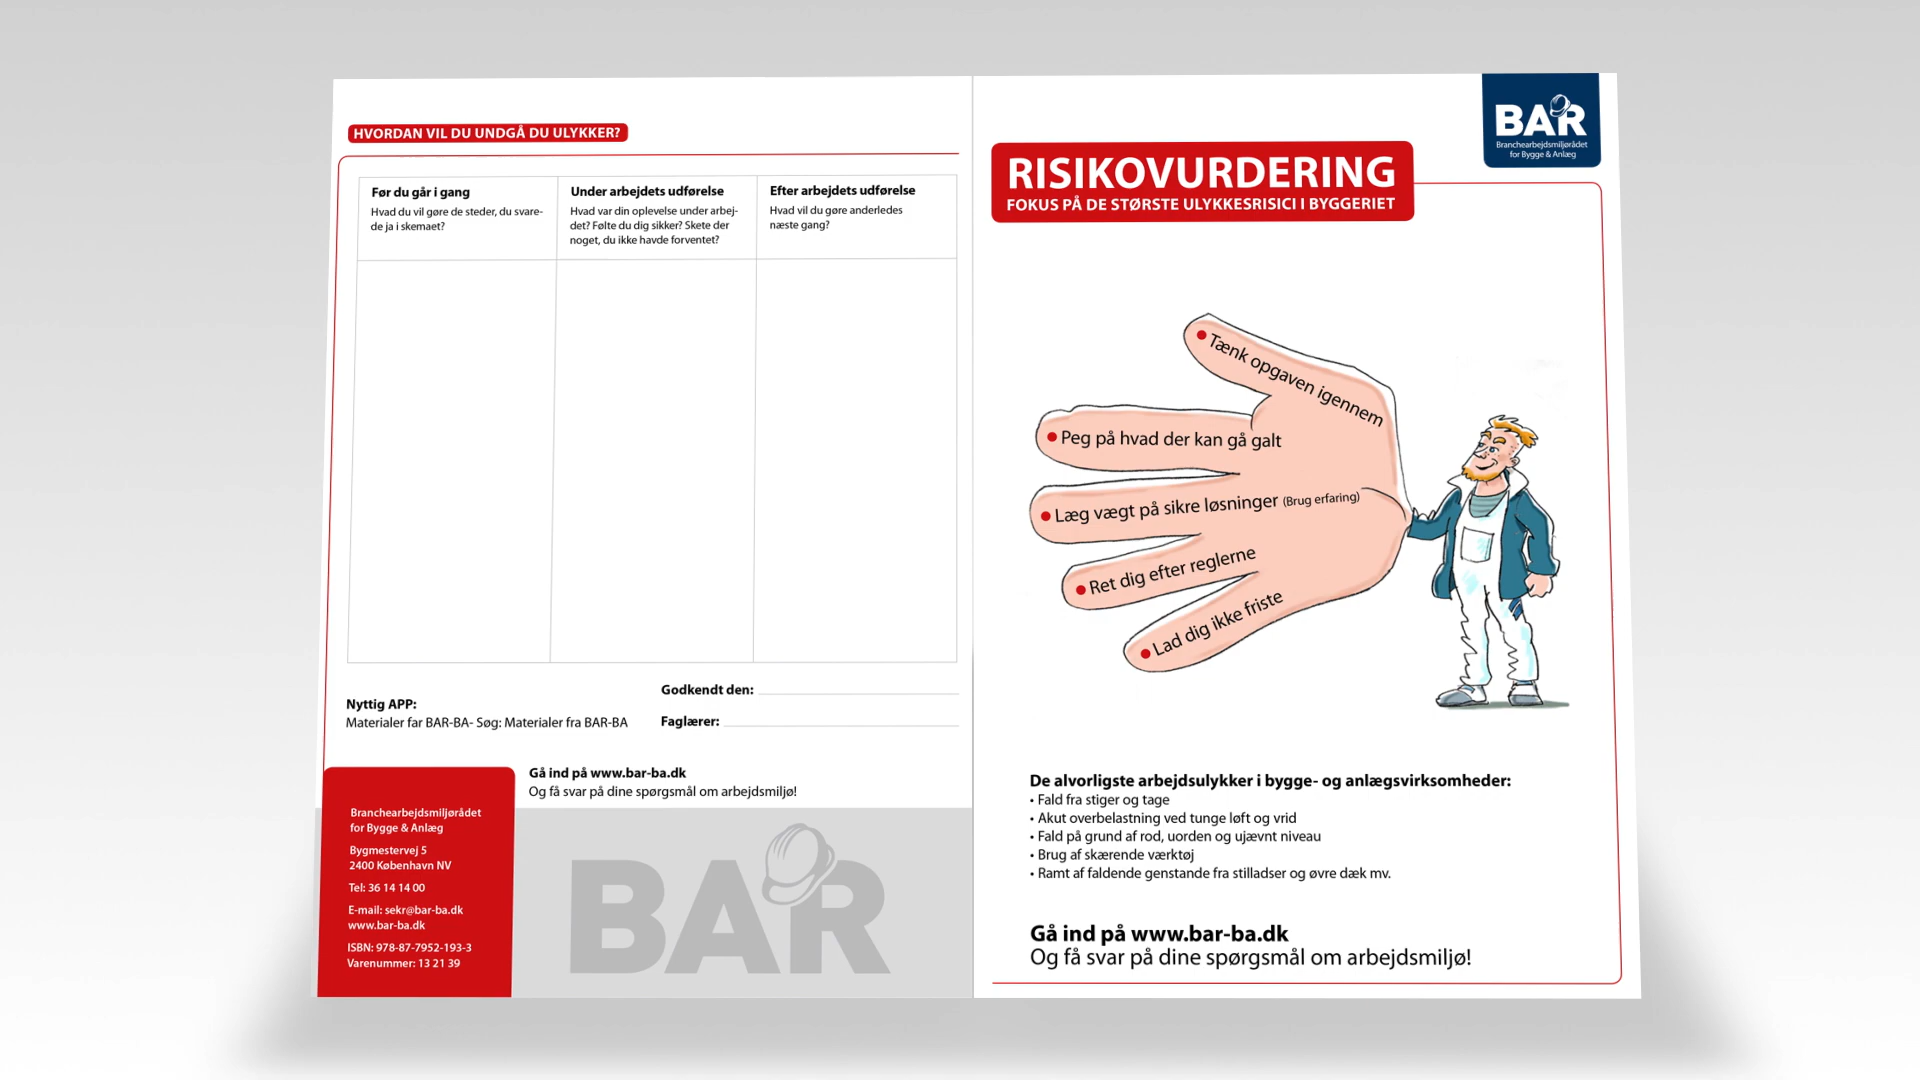 HVORDAN VIL DU UNDGÅ DU ULYKKER?
Før du går i gang
Hvad du vil gøre de steder, du svare-
de ja i skemaet?
Under arbejdets udførelse
Hvad var din oplevelse under arbej-
det? Følte du dig sikker? Skete der
noget, du ikke havde forventet?
Efter arbejdets udførelse
Hvad vil du gøre anderledes
næste gang?
Nyttig APP:
Materialer far BAR-BA- Søg: Materialer fra BAR-BA
Godkendt den:
Faglærer:
Gå ind på www.bar-ba.dk
Og få svar på dine spørgsmål om arbejdsmiljø!
Branchearbejdsmiljørådet
for Bygge & Anlæg
Bygmestervej 5
2400 København NV
Tel: 36 14 14 00
E-mail: sekr@bar-ba.dk
www.bar-ba.dk
ISBN: 978-87-7952-193-3
Varenummer: 13 21 39
BAR
BAR
Branchearbejdsmiljørådet
for Bygge & Anlæg
RISIKOVURDERING
FOKUS PÅ DE STØRSTE ULYKKESRISICI I BYGGERIET
• Tænk opgaven igennem
• Peg på hvad der kan gå galt
• Læg vægt på sikre løsninger (Brug erfaring)
• Ret dig efter reglerne
• Lad dig ikke friste
De alvorligste arbejdsulykker i bygge- og anlægsvirksomheder:
• Fald fra stiger og tage
• Akut overbelastning ved tunge løft og vrid
• Fald på grund af rod, uorden og ujævnt niveau
• Brug af skærende værktøj
• Ramt af faldende genstande fra stilladser og øvre dæk mv.
Gå ind på www.bar-ba.dk
Og få svar på dine spørgsmål om arbejdsmiljø!